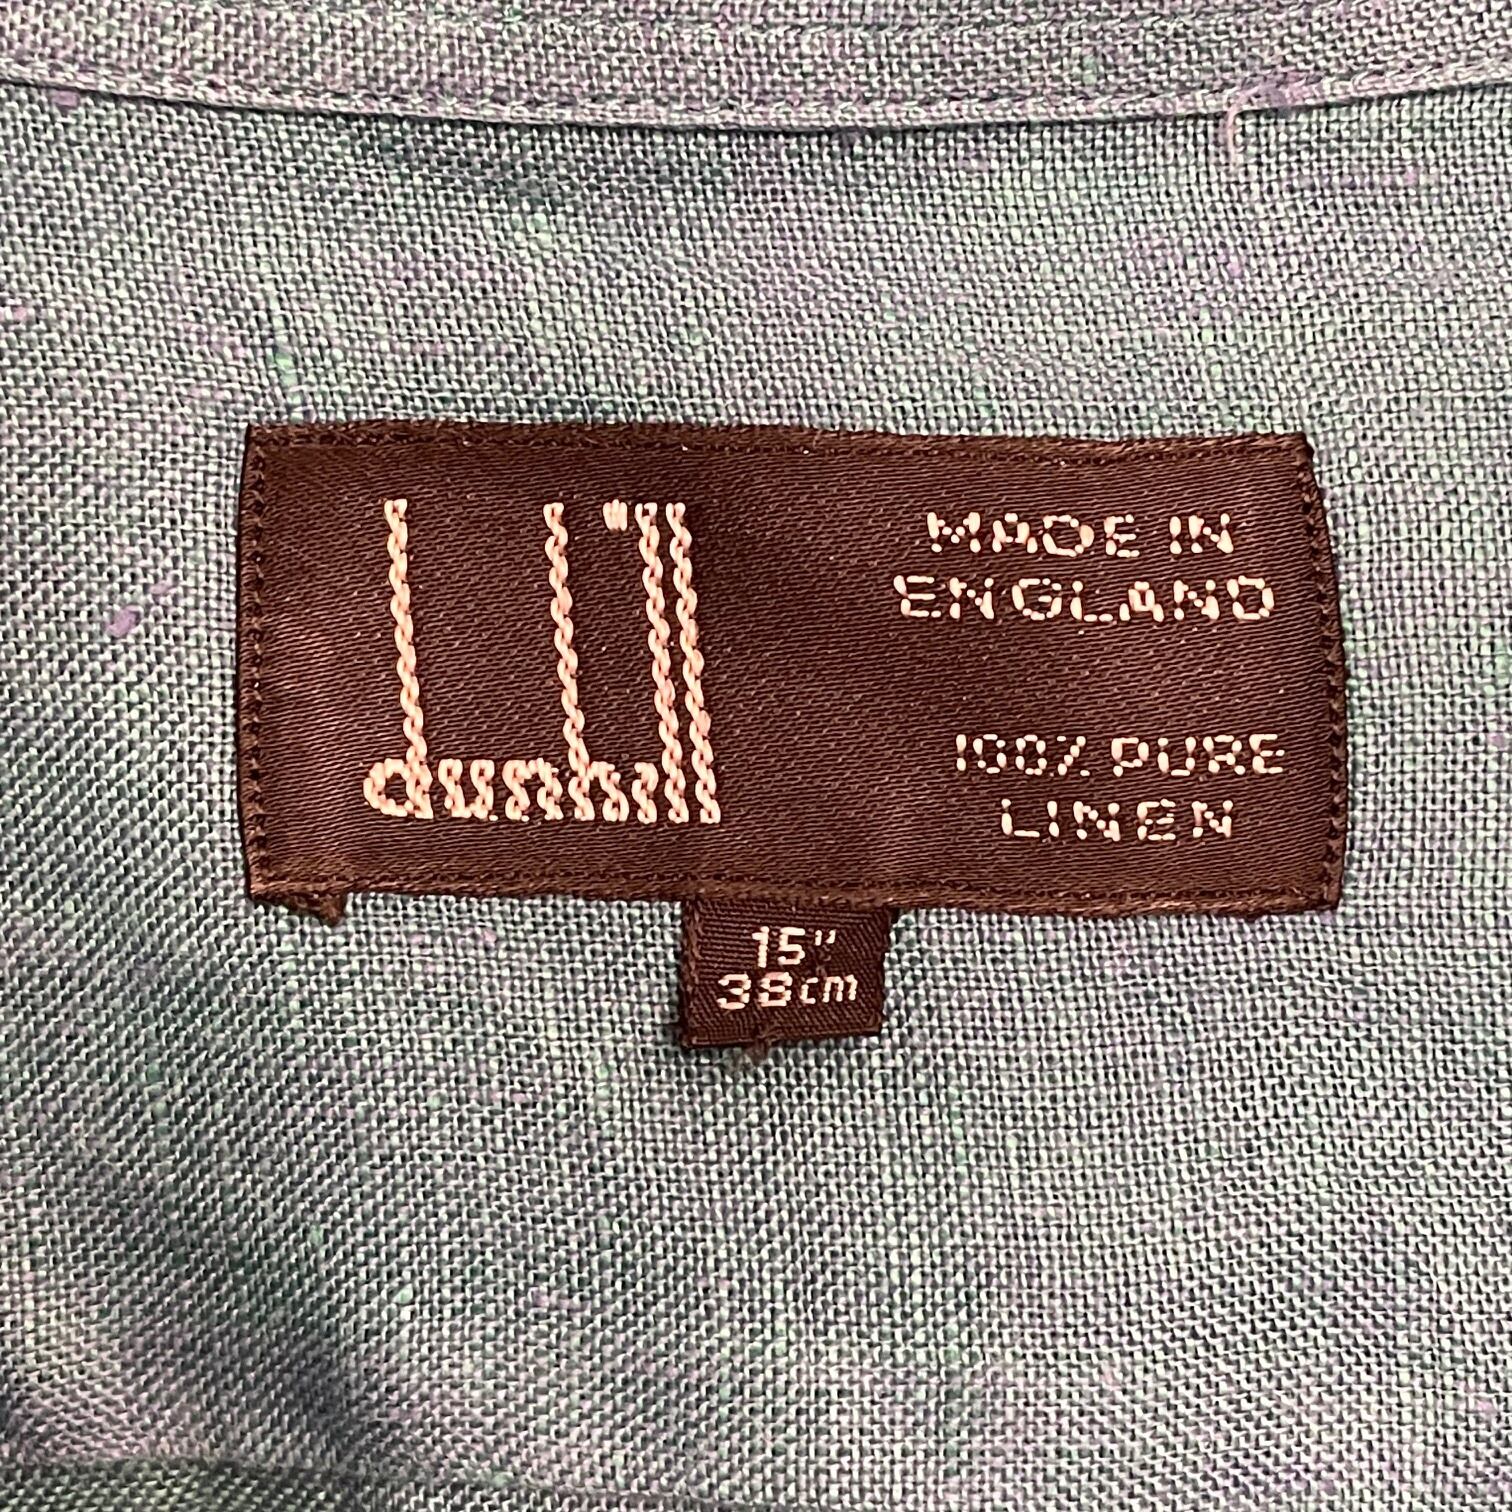 dunhill
MADE IN
ENGLAND
100% PURE
LINEN
15"
38cm